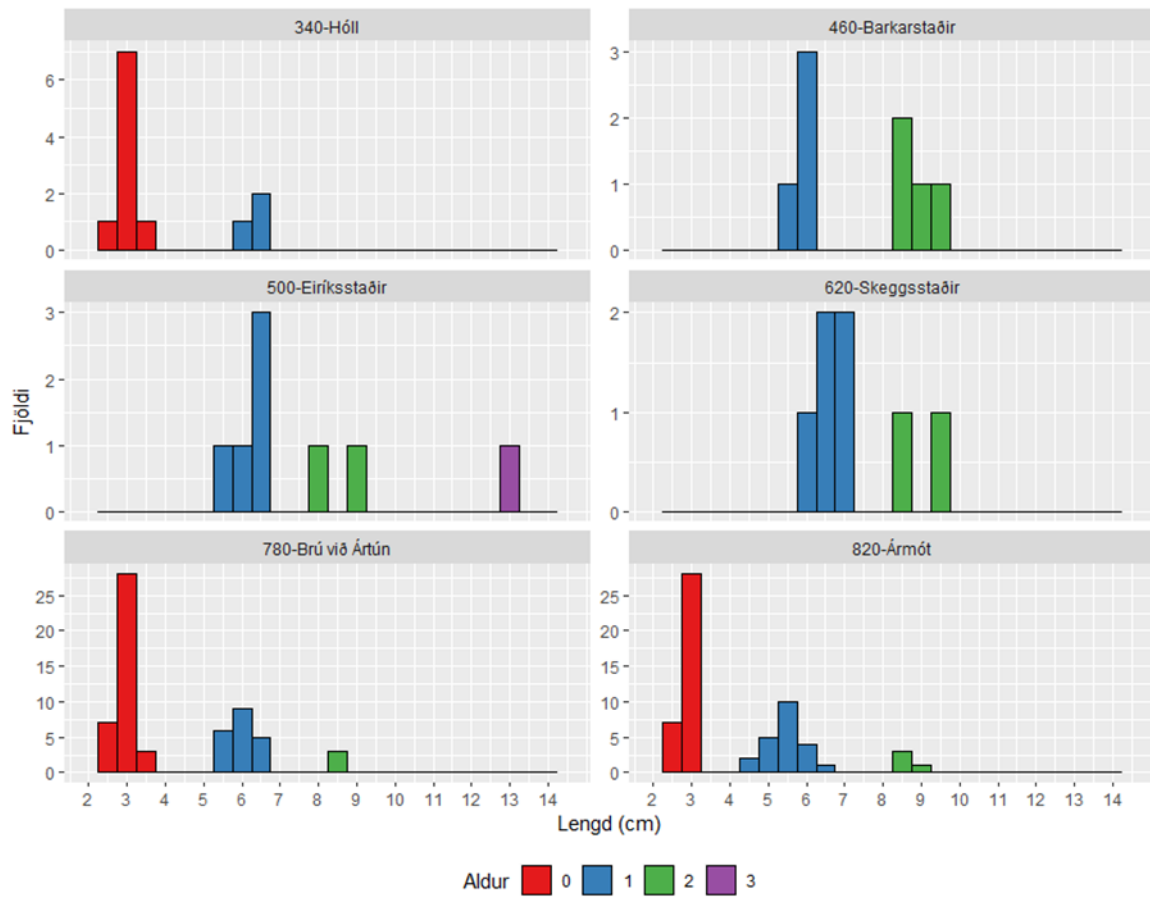 340-Hóll
460-Barkarstaðir
6
4
2
0
3
2
1
0
500-Eiríksstaðir
620-Skeggsstaðir
Fjöldi
3
2
1
0
2
1
0
780-Brú við Ártún
820-Ármót
25
20
15
10
5
0
25
20
15
10
5
0
2 3 4 5 6 7 8 9 10 11 12 13 14
2 3 4 5 6 7 8 9 10 11 12 13 14
Lengd (cm)
Aldur 0 1 2 3